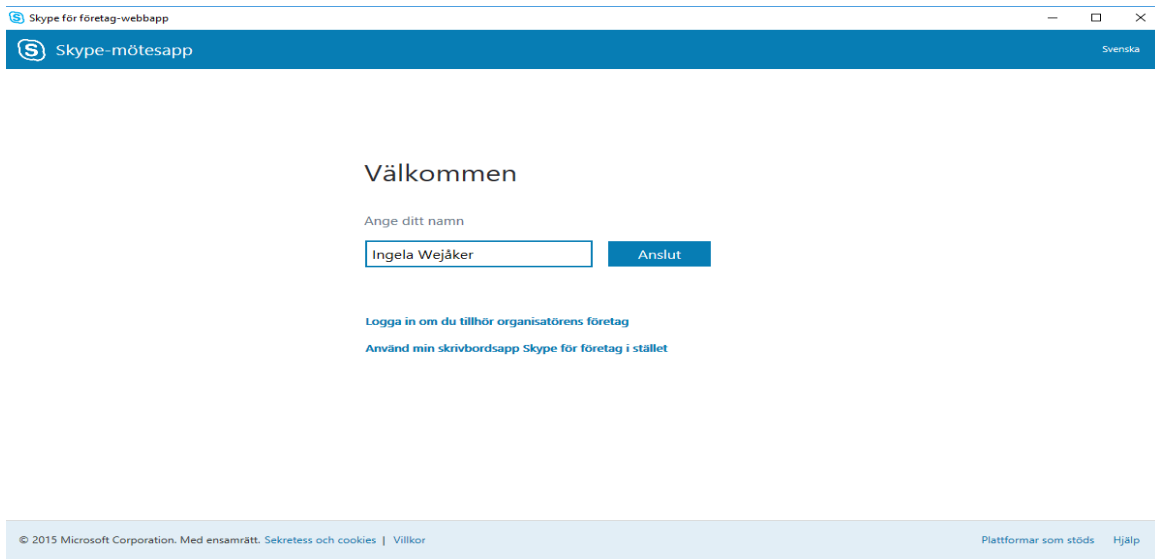 Skype för företag-webbapp
Skype-mötesapp
Svenska
Välkommen
Ange ditt namn
Ingela Wejåker
Anslut
Logga in om du tillhör organisatörens företag
Använd min skrivbordsapp Skype för företag i stället
© 2015 Microsoft Corporation. Med ensamrätt. Sekretess och cookies | Villkor
Plattformar som stöds Hjälp